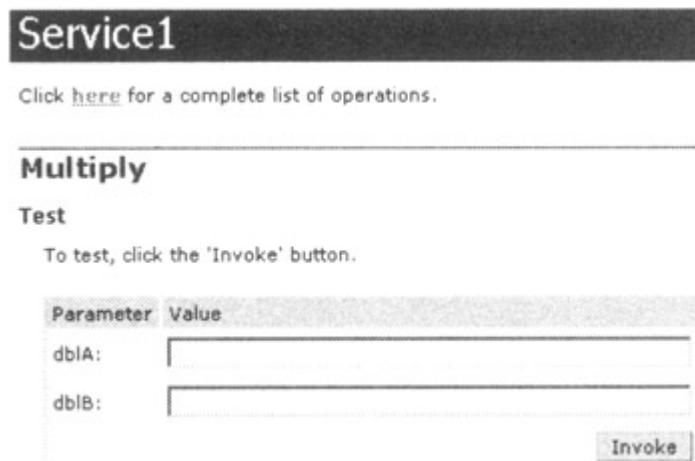 Service1
Click here for a complete list of operations.
Multiply
Test
To test, click the 'Invoke' button.
Parameter Value
dblA:
dblB:
Invoke